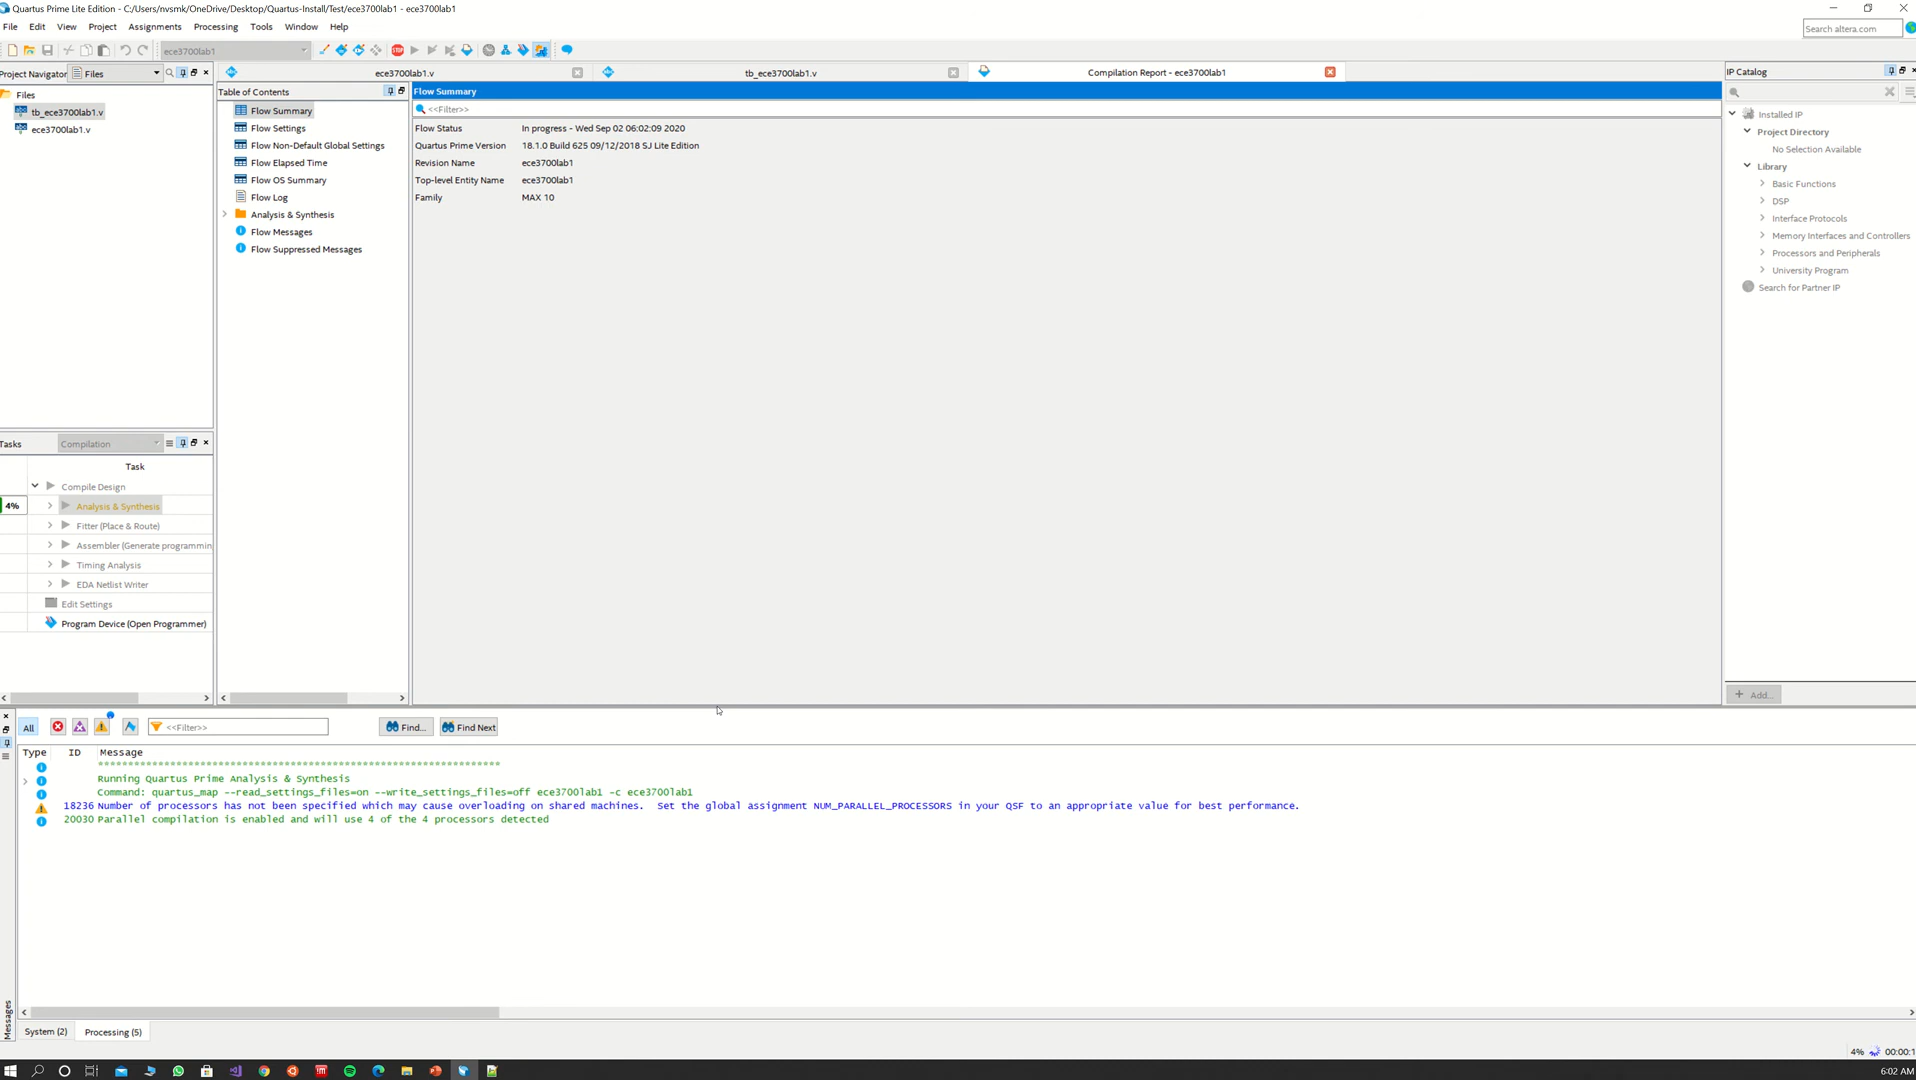 Quartus Prime Lite Edition - C:/Users/nvsmk/OneDrive/Desktop/Quartus-Install/Test/ece3700lab1 - ece3700lab1
File Edit View Project Assignments Processing Tools Window Help
Search altera.com
ece3700lab1
Project Navigator Files
ece3700lab1.v
tb_ece3700lab1.v
Compilation Report - ece3700lab1
IP Catalog
Files
tb_ece3700lab1.v
ece3700lab1.v
Table of Contents
Flow Summary
Flow Settings
Flow Non-Default Global Settings
Flow Elapsed Time
Flow OS Summary
Flow Log
Analysis & Synthesis
Flow Messages
Flow Suppressed Messages
Flow Summary
<<Filter>>
Flow Status In progress - Wed Sep 02 06:02:09 2020
Quartus Prime Version 18.1.0 Build 625 09/12/2018 SJ Lite Edition
Revision Name ece3700lab1
Top-level Entity Name ece3700lab1
Family MAX 10
Installed IP
Project Directory
No Selection Available
Library
Basic Functions
DSP
Interface Protocols
Memory Interfaces and Controllers
Processors and Peripherals
University Program
Search for Partner IP
+ Add...
Tasks Compilation
Task
Compile Design
4% Analysis & Synthesis
Fitter (Place & Route)
Assembler (Generate programmin
Timing Analysis
EDA Netlist Writer
Edit Settings
Program Device (Open Programmer)
All <<Filter>> Find... Find Next
Type ID Message
*******************************************************************
Running Quartus Prime Analysis & Synthesis
Command: quartus_map --read_settings_files=on --write_settings_files=off ece3700lab1 -c ece3700lab1
18236 Number of processors has not been specified which may cause overloading on shared machines.  Set the global assignment NUM_PARALLEL_PROCESSORS in your QSF to an appropriate value for best performance.
20030 Parallel compilation is enabled and will use 4 of the 4 processors detected
Messages
System (2) Processing (5)
4% 00:00:1
6:02 AM